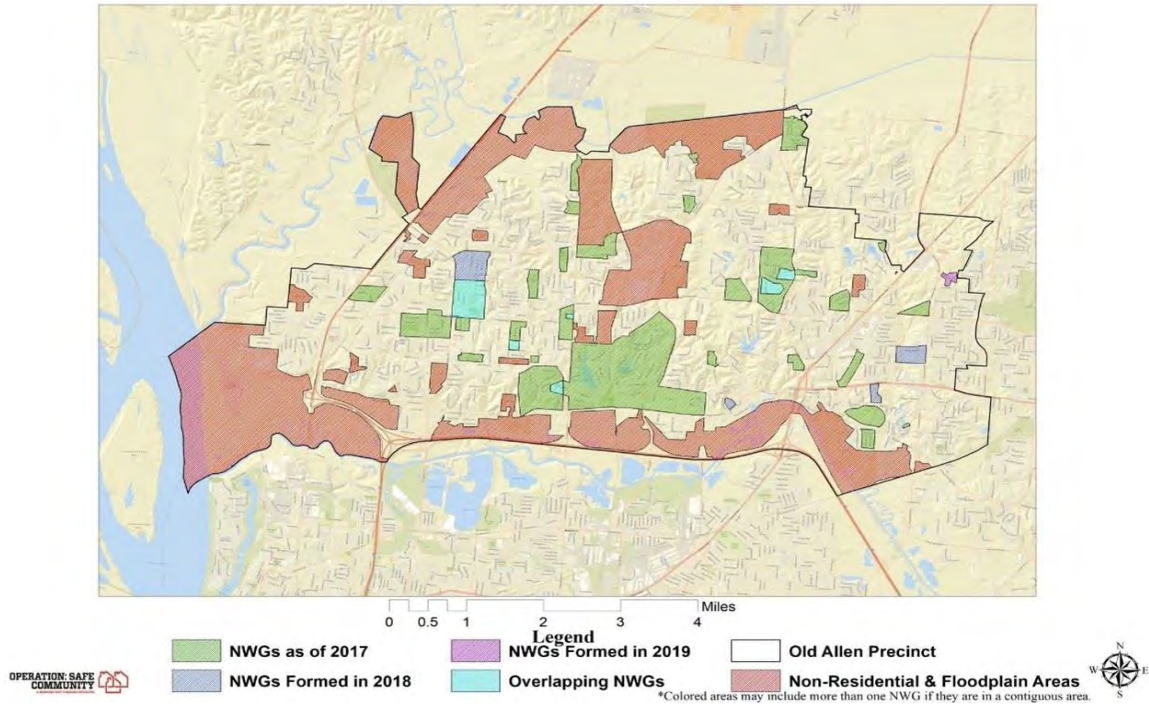 Miles
0 0.5 1 2 3 4
Legend
NWGs as of 2017
NWGs Formed in 2019
Old Allen Precinct
NWGs Formed in 2018
Overlapping NWGs
Non-Residential & Floodplain Areas
*Colored areas may include more than one NWG if they are in a contiguous area.
OPERATION: SAFE
COMMUNITY
N
W E
S